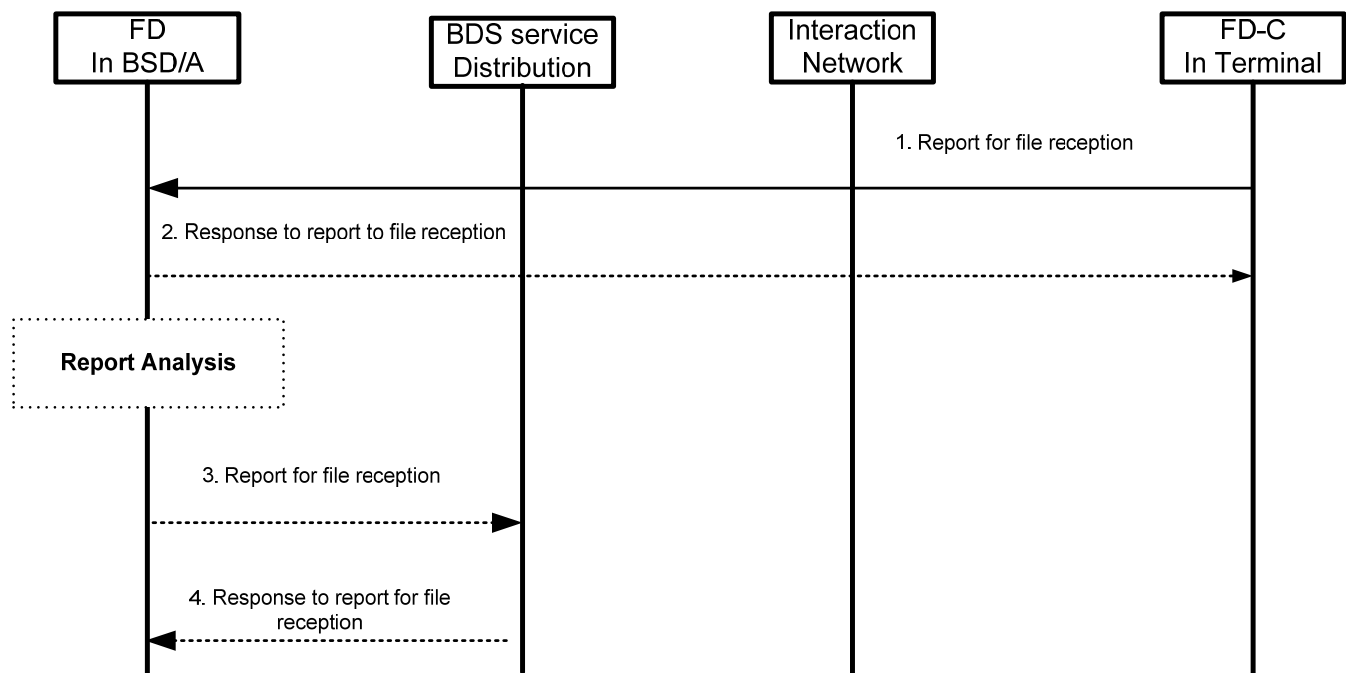 FD
In BSD/A
BDS service
Distribution
Interaction
Network
FD-C
In Terminal
1. Report for file reception
2. Response to report to file reception
Report Analysis
3. Report for file reception
4. Response to report for file
reception